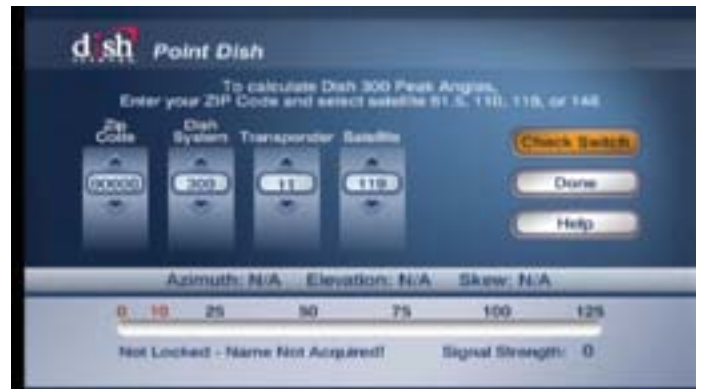 dish
Point Dish
To calculate Dish 300 Peak Angles,
Enter your ZIP Code and select satellite 61.5, 110, 119, or 148
Zip Code
Dish System
Transponder
Satellite
00000
300
11
119
Check Switch
Done
Help
Azimuth: N/A Elevation: N/A Skew: N/A
0 10 25 50 75 100 125
Not Locked - Name Not Acquired!
Signal Strength: 0